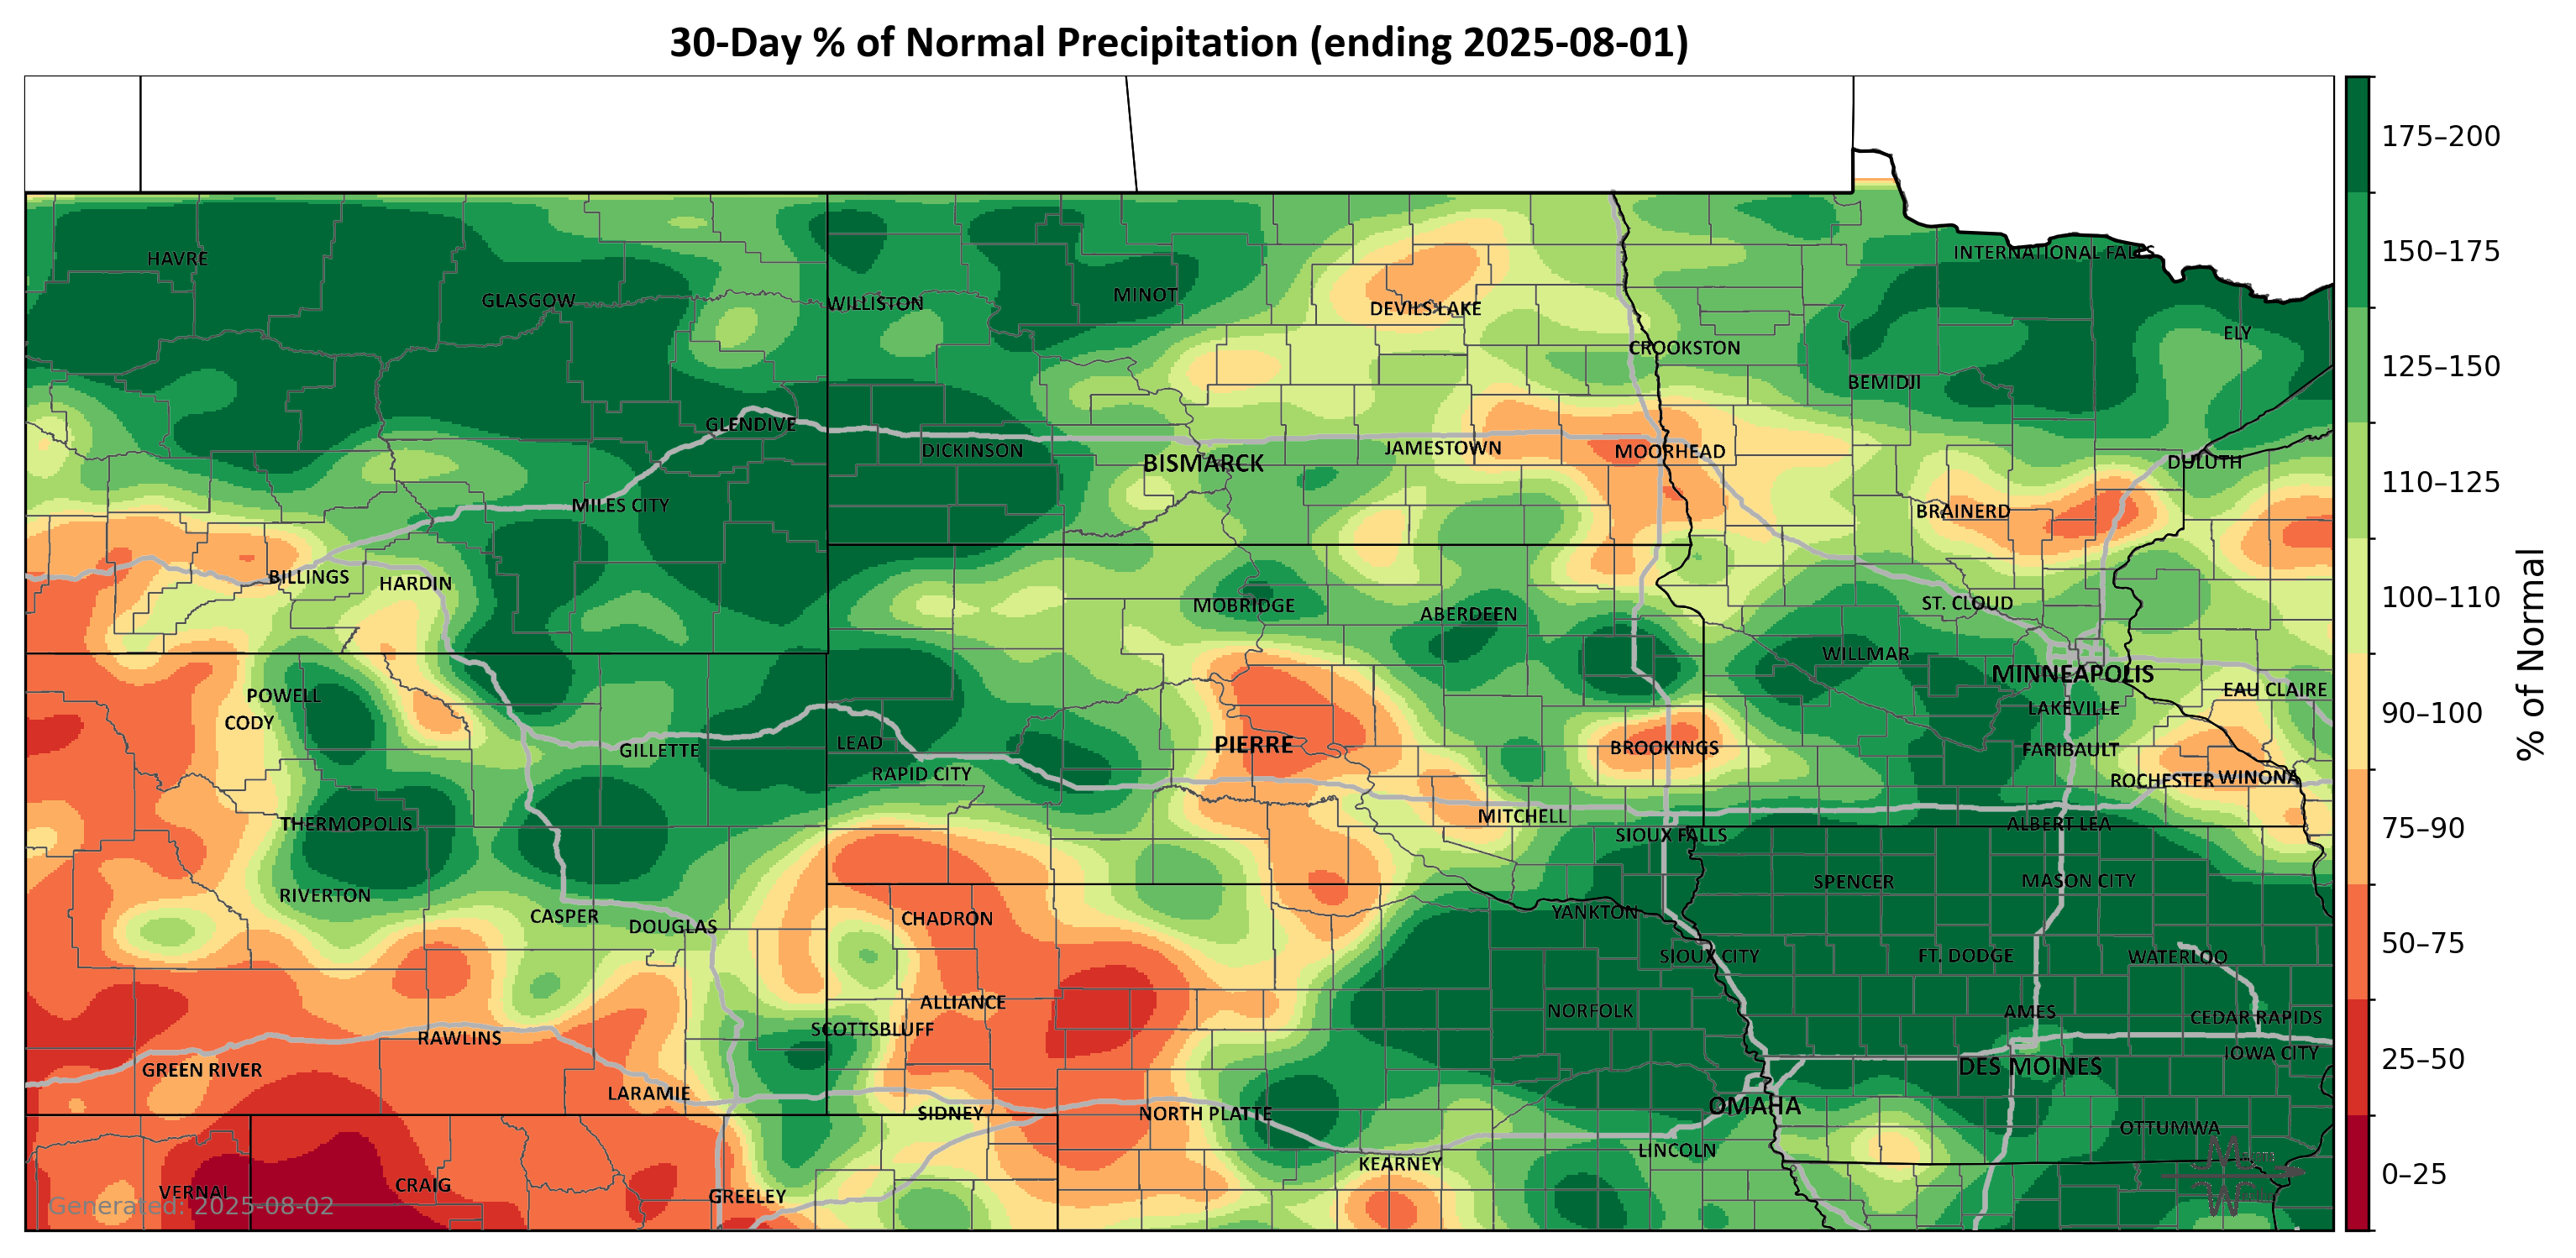 30-Day % of Normal Precipitation (ending 2025-08-01)
175–200
150–175
125–150
110–125
100–110
90–100
75–90
50–75
25–50
0–25
% of Normal
INTERNATIONAL FALLS
HAVRE
GLASGOW
WILLISTON
MINOT
DEVILS LAKE
ELY
CROOKSTON
BEMIDJI
GLENDIVE
DICKINSON
BISMARCK
JAMESTOWN
MOORHEAD
DULUTH
MILES CITY
BRAINERD
BILLINGS
HARDIN
MOBRIDGE
ABERDEEN
ST. CLOUD
WILLMAR
MINNEAPOLIS
POWELL
EAU CLAIRE
CODY
LAKEVILLE
GILLETTE
LEAD
PIERRE
BROOKINGS
FARIBAULT
RAPID CITY
ROCHESTER
WINONA
THERMOPOLIS
MITCHELL
ALBERT LEA
SIOUX FALLS
RIVERTON
SPENCER
MASON CITY
CASPER
DOUGLAS
CHADRON
YANKTON
SIOUX CITY
FT. DODGE
WATERLOO
ALLIANCE
NORFOLK
AMES
CEDAR RAPIDS
SCOTTSBLUFF
RAWLINS
IOWA CITY
GREEN RIVER
DES MOINES
LARAMIE
SIDNEY
NORTH PLATTE
OMAHA
OTTUMWA
LINCOLN
KEARNEY
VERNAL
CRAIG
GREELEY
Generated: 2025-08-02